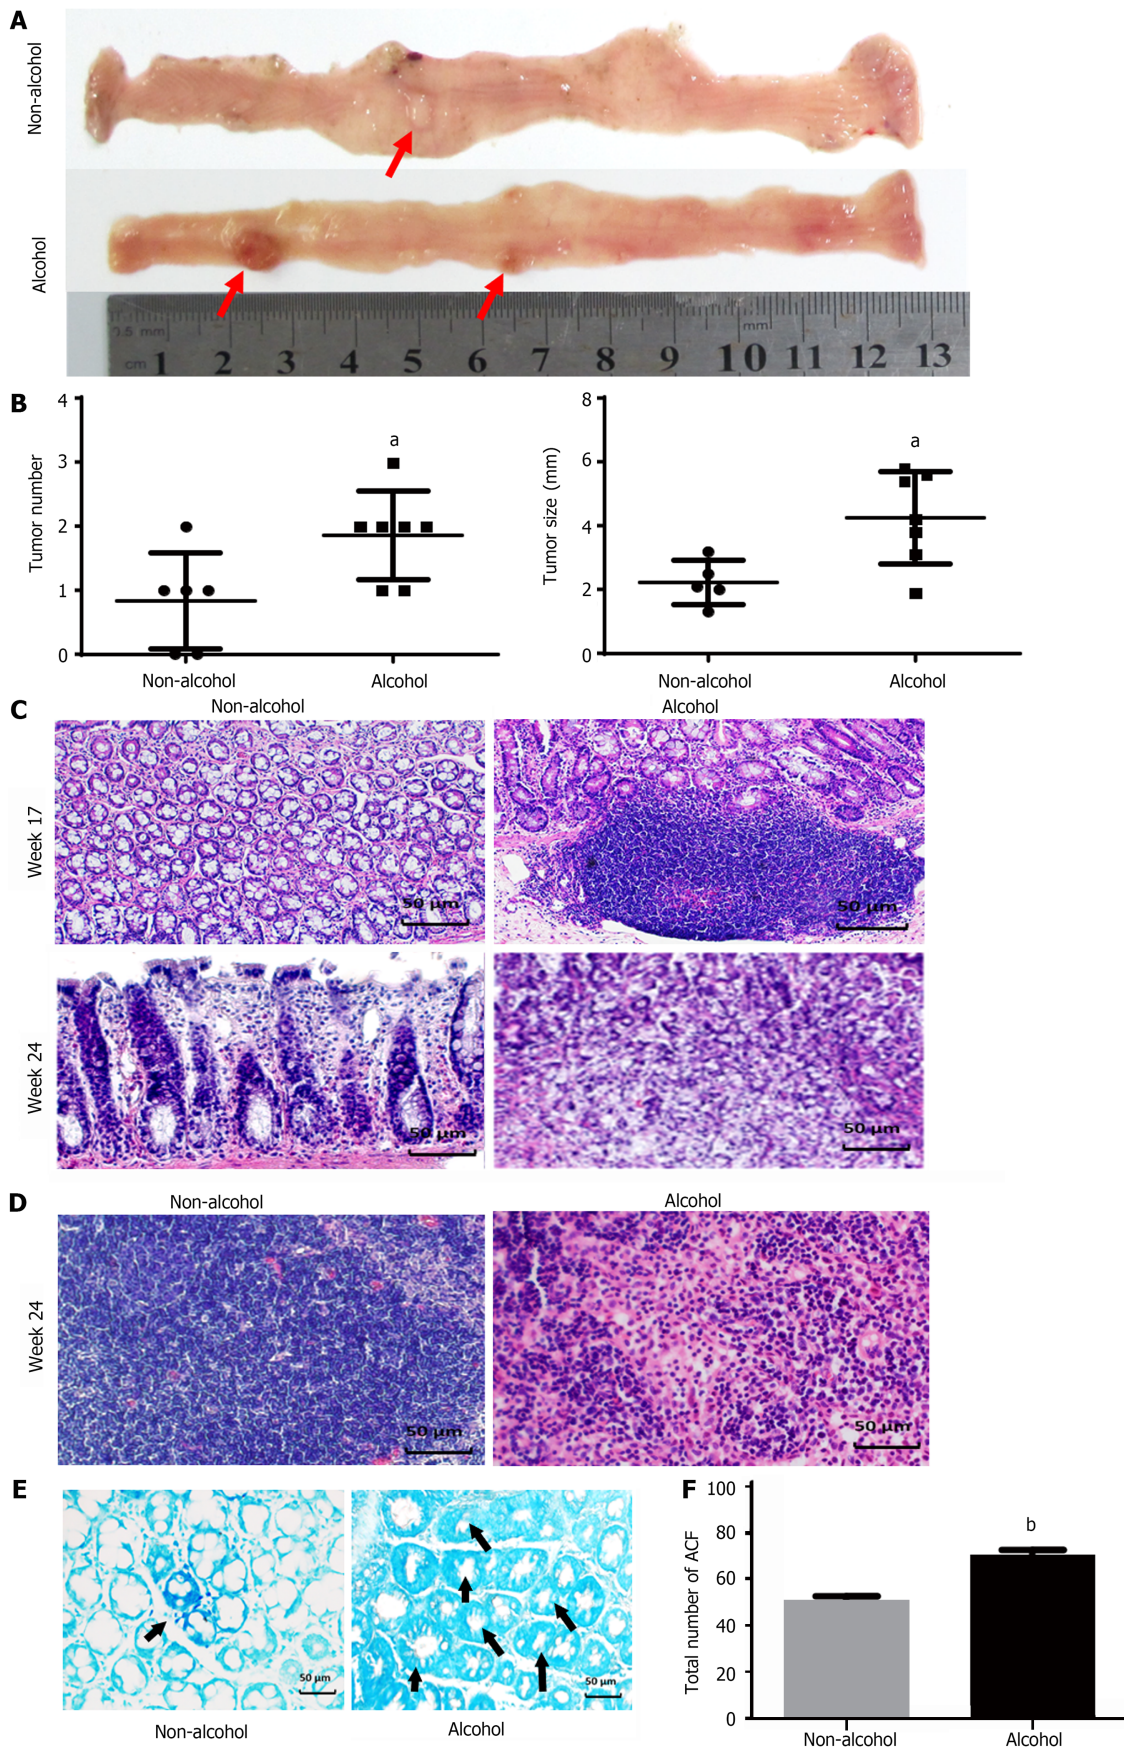 A
Non-alcohol
Alcohol
0.5 mm
mm
cm 1 2 3 4 5 6 7 8 9 10 11 12 13
B
4
3
2
1
0
Tumor number
a
Non-alcohol Alcohol
8
6
4
2
0
Tumor size (mm)
a
Non-alcohol Alcohol
C
Non-alcohol Alcohol
Week 17
50 μm
50 μm
Week 24
50 μm
50 μm
D
Non-alcohol Alcohol
Week 24
50 μm
50 μm
E
50 μm
50 μm
Non-alcohol Alcohol
F
100
80
60
40
20
0
Total number of ACF
b
Non-alcohol Alcohol